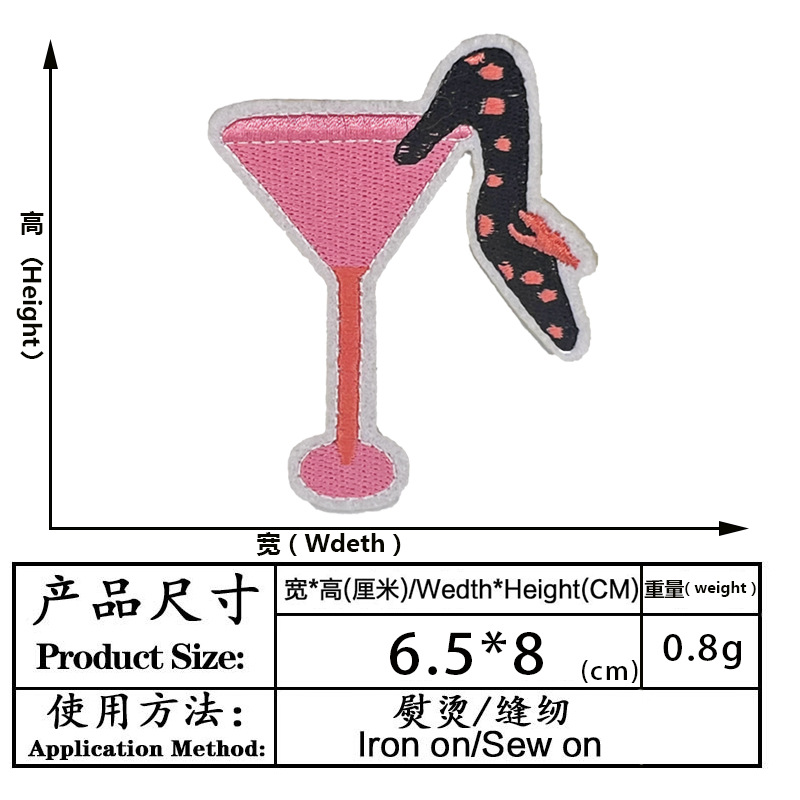 高 (Height)
宽 ( Wdeth )
产品尺寸
Product Size:
宽*高(厘米)/Wedth*Height(CM)
重量( weight )
6.5*8 (cm)
0.8g
使用方法:
Application Method:
熨烫/缝纫
Iron on/Sew on